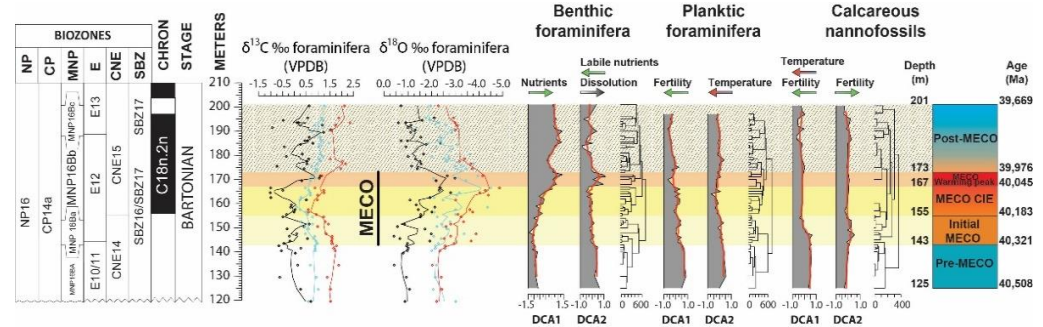 Benthic foraminifera
Planktic foraminifera
Calcareous nannofossils
BIOZONES
NP
CP
MNP
E
CNE
SBZ
CHRON
STAGE
METERS
δ13C ‰ foraminifera
(VPDB)
δ18O ‰ foraminifera
(VPDB)
Nutrients
Labile nutrients
Dissolution
Fertility
Temperature
Temperature
Fertility
Fertility
Depth
(m)
Age
(Ma)
-1.5 -0.5 0.5 1.5 2.5
1.0 0.0 -1.0 -2.0 -3.0 -4.0 -5.0
210
200
190
180
170
160
150
140
130
120
NP16
CP14a
MNP16Bc
MNP16Bb
MNP 16Ba
MNP16BA
E13
E12
E10/11
CNE15
CNE14
SBZ17
SBZ16/SBZ17
C18n.2n
BARTONIAN
MECO
201
173
167
155
143
125
Post-MECO
MECO
Warming peak
MECO CIE
Initial
MECO
Pre-MECO
39,669
39,976
40,045
40,183
40,321
40,508
-1.5 1.5
-1.0 1.0
0 600
-1.0 1.0
-1.0 1.0
0 600
-1.0 1.0
-1.0 1.0
0 400
DCA1
DCA2
DCA1
DCA2
DCA1
DCA2